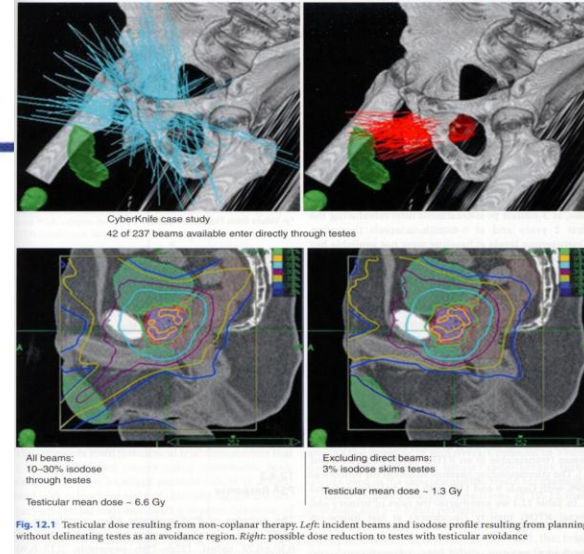 CyberKnife case study
42 of 237 beams available enter directly through testes
A
A
All beams:
10–30% isodose
through testes
Testicular mean dose ~ 6.6 Gy
Excluding direct beams:
3% isodose skims testes
Testicular mean dose ~ 1.3 Gy
Fig. 12.1 Testicular dose resulting from non-coplanar therapy. Left: incident beams and isodose profile resulting from planning
without delineating testes as an avoidance region. Right: possible dose reduction to testes with testicular avoidance